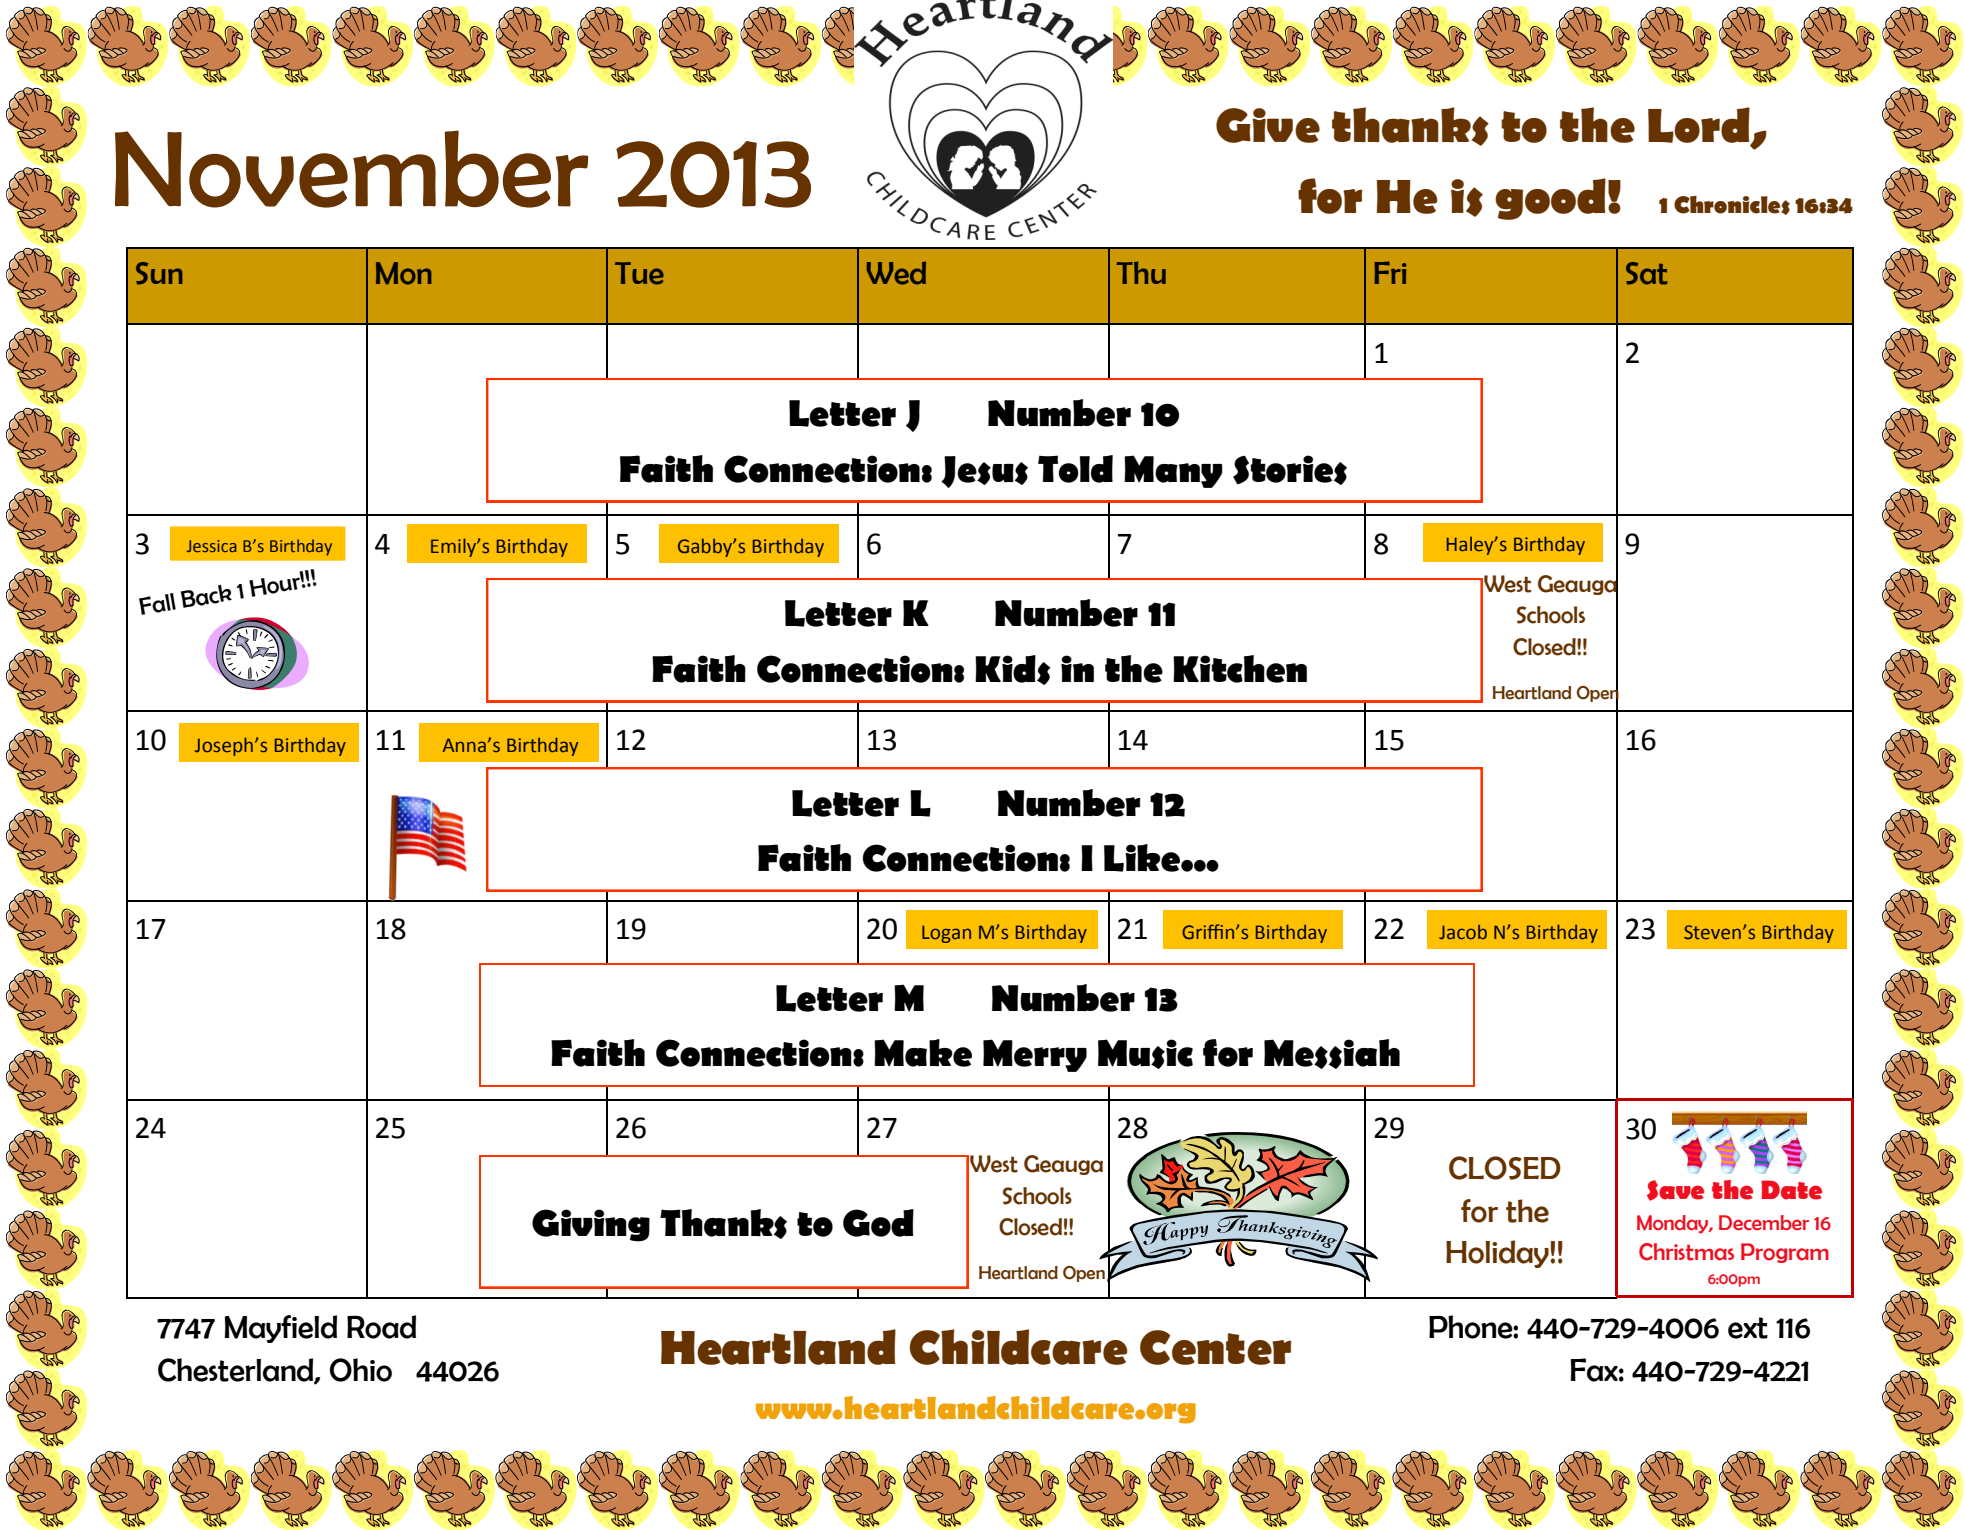 Heartland
CHILDCARE CENTER
November 2013
Give thanks to the Lord,
for He is good! 1 Chronicles 16:34
Sun Mon Tue Wed Thu Fri Sat
1 2
Letter J Number 10
Faith Connection: Jesus Told Many Stories
3 Jessica B's Birthday 4 Emily's Birthday 5 Gabby's Birthday 6 7 8 Haley's Birthday 9
Fall Back 1 Hour!!!
Letter K Number 11
Faith Connection: Kids in the Kitchen
West Geauga
Schools
Closed!!
Heartland Open
10 Joseph's Birthday 11 Anna's Birthday 12 13 14 15 16
Letter L Number 12
Faith Connection: I Like...
17 18 19 20 Logan M's Birthday 21 Griffin's Birthday 22 Jacob N's Birthday 23 Steven's Birthday
Letter M Number 13
Faith Connection: Make Merry Music for Messiah
24 25 26 27 28 29 30
Giving Thanks to God
West Geauga
Schools
Closed!!
Heartland Open
Happy Thanksgiving
CLOSED
for the
Holiday!!
Save the Date
Monday, December 16
Christmas Program
6:00pm
7747 Mayfield Road
Chesterland, Ohio 44026
Heartland Childcare Center
www.heartlandchildcare.org
Phone: 440-729-4006 ext 116
Fax: 440-729-4221